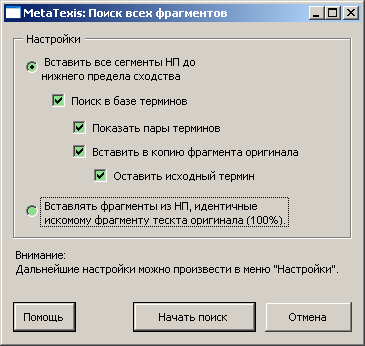 MetaTexis: Поиск всех фрагментов
Настройки
Вставить все сегменты НП до
нижнего предела сходства
Поиск в базе терминов
Показать пары терминов
Вставить в копию фрагмента оригинала
Оставить исходный термин
Вставлять фрагменты из НП, идентичные
искомому фрагменту тескта оригинала (100%).
Внимание:
Дальнейшие настройки можно произвести в меню "Настройки".
Помощь
Начать поиск
Отмена